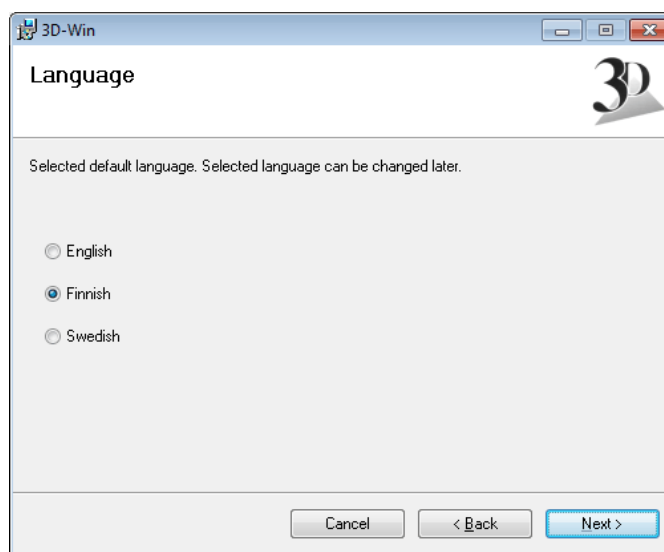 3D-Win
Language
3D
Selected default language. Selected language can be changed later.
English
Finnish
Swedish
Cancel
< Back
Next >